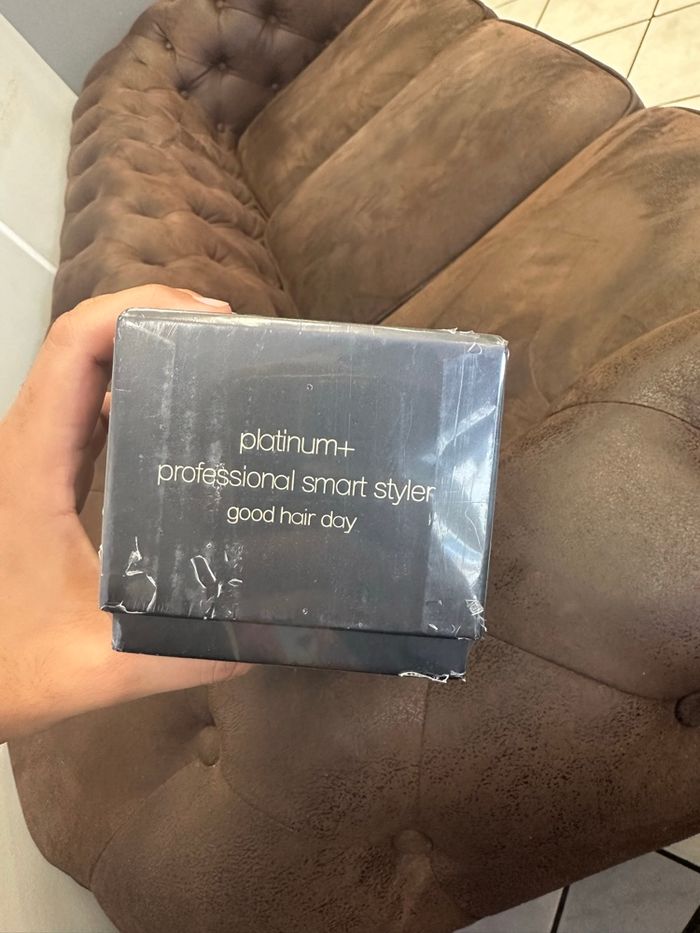 platinum+
professional smart styler
good hair day